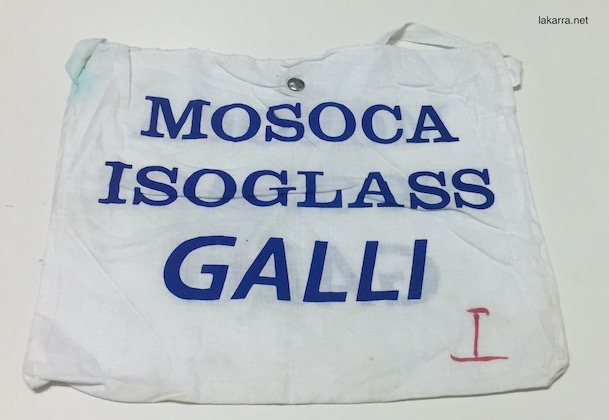 lakarra.net
MOSOCA
ISOGLASS
GALLI
I